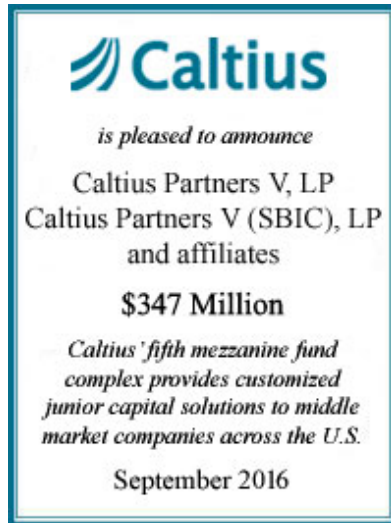 Caltius
is pleased to announce
Caltius Partners V, LP
Caltius Partners V (SBIC), LP
and affiliates
$347 Million
Caltius' fifth mezzanine fund
complex provides customized
junior capital solutions to middle
market companies across the U.S.
September 2016